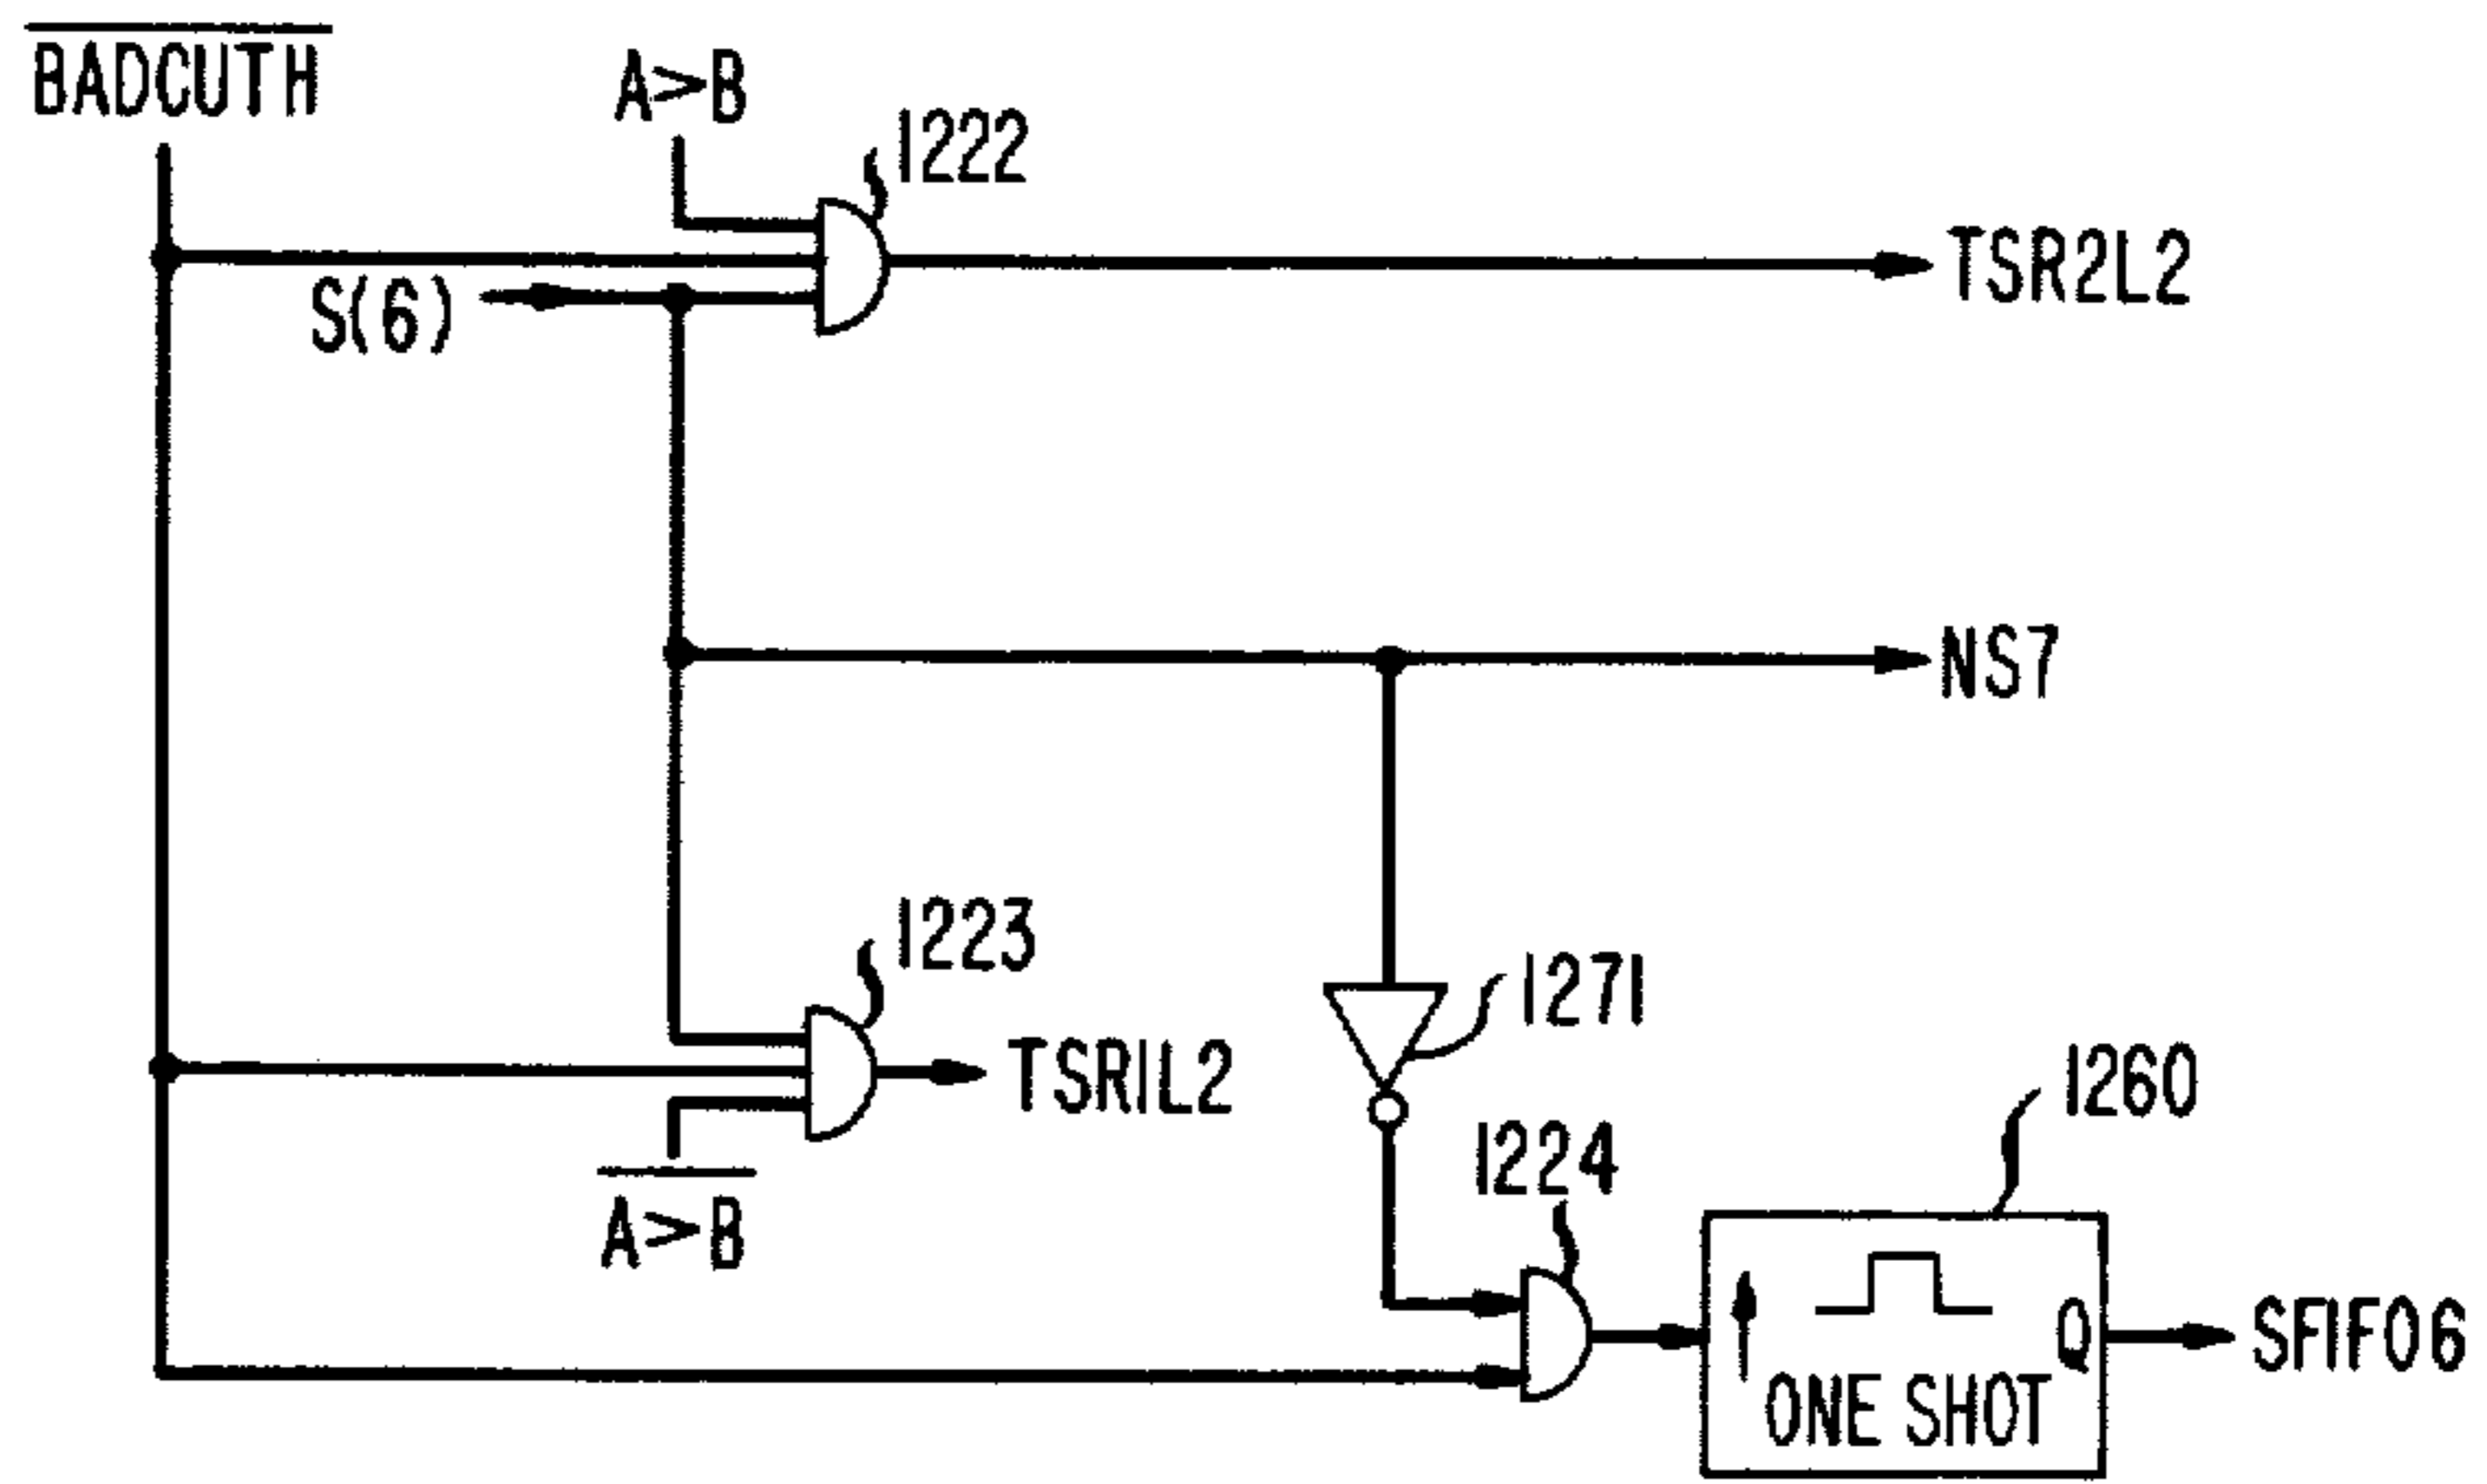 BADCUTH
A>B
1222
TSR2L2
S(6)
NS7
1223
1271
TSR1L2
1260
1224
A>B
Q
SFIFO6
ONE SHOT